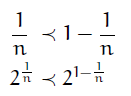 1/n ≺ 1 − 1/n
2^{1/n} ≺ 2^{1−1/n}